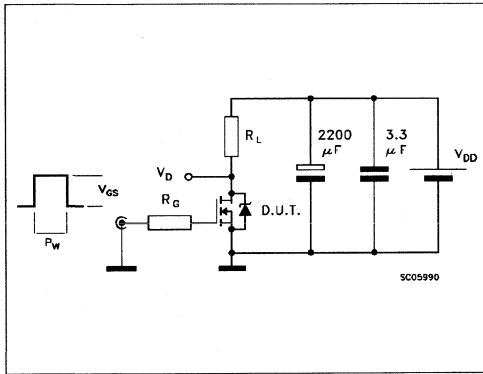 R_L
2200 μF
3.3 μF
V_DD
V_D
V_GS
R_G
D.U.T.
P_W
SC05990